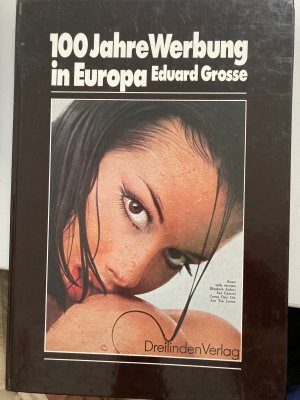 100 Jahre Werbung
in Europa Eduard Grosse
Dreilinden Verlag